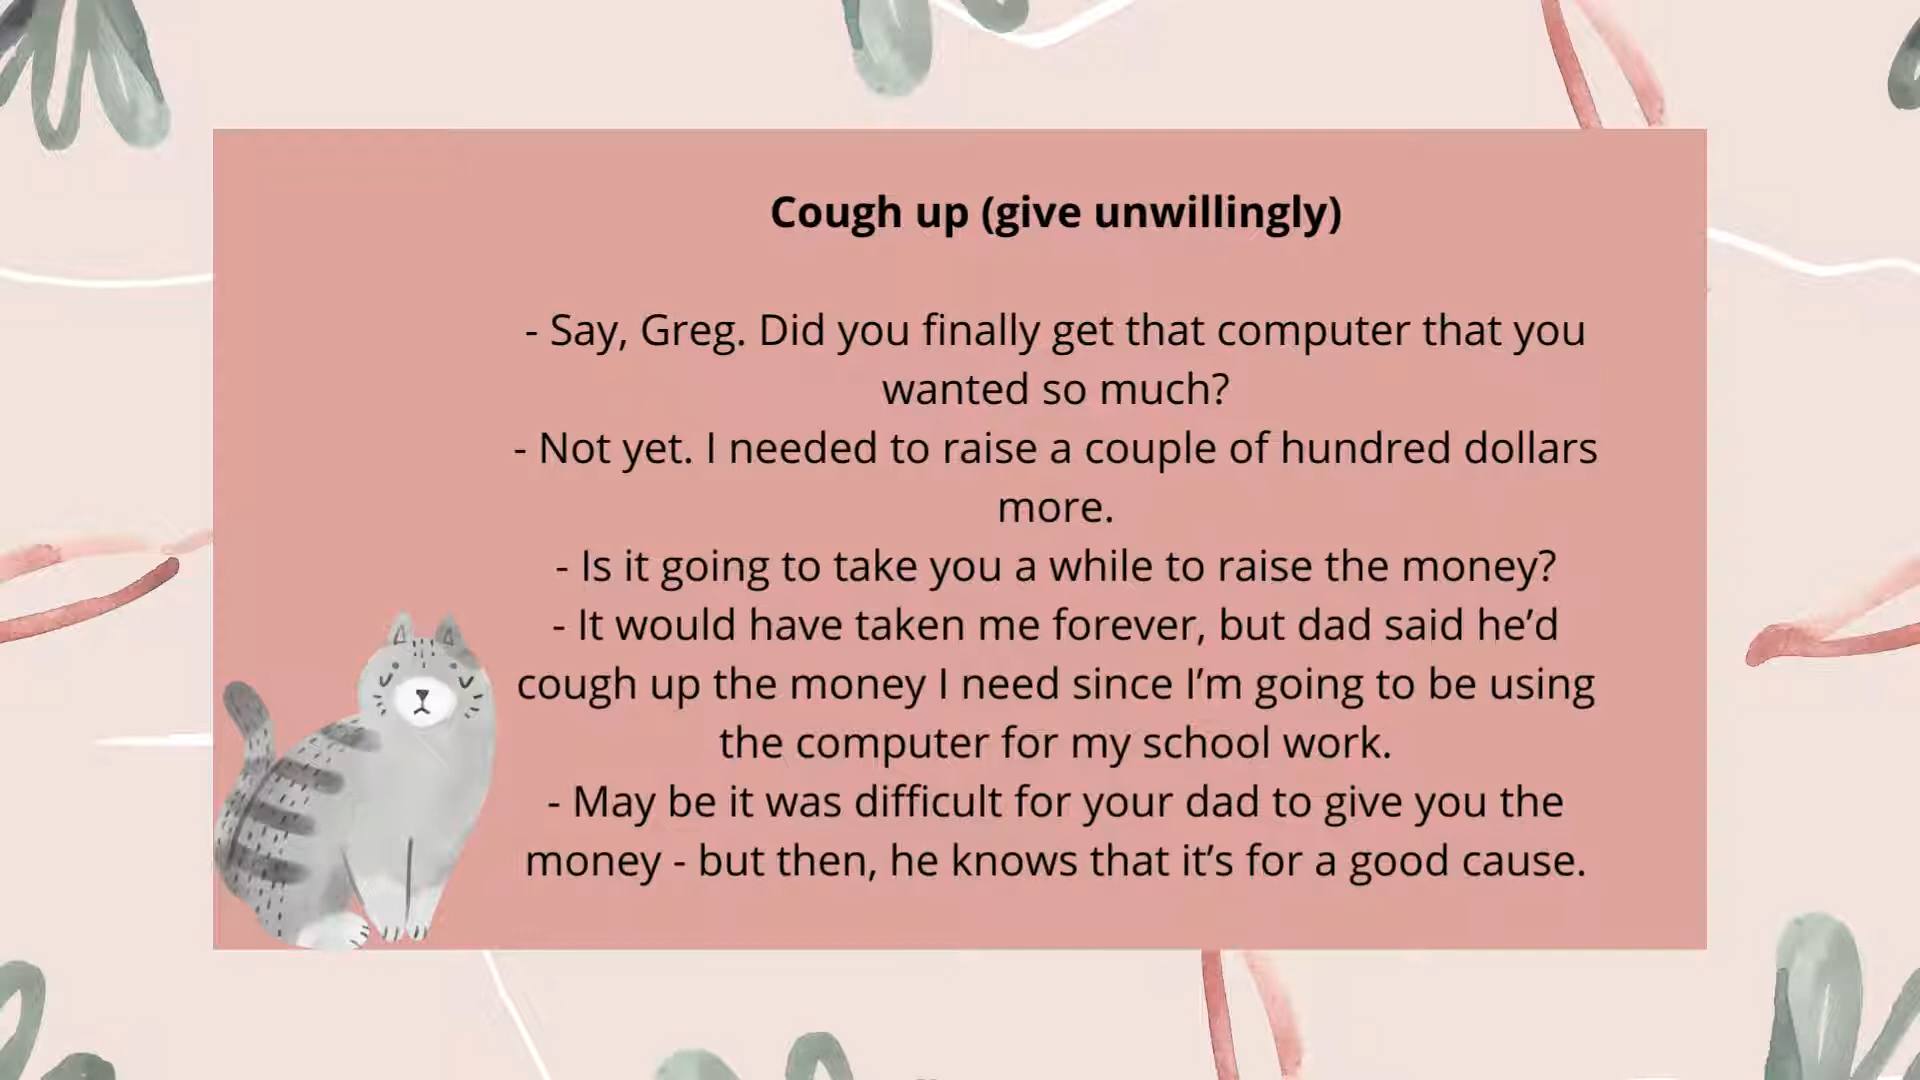 Cough up (give unwillingly)
- Say, Greg. Did you finally get that computer that you
wanted so much?
- Not yet. I needed to raise a couple of hundred dollars
more.
- Is it going to take you a while to raise the money?
- It would have taken me forever, but dad said he’d
cough up the money I need since I’m going to be using
the computer for my school work.
- May be it was difficult for your dad to give you the
money - but then, he knows that it’s for a good cause.